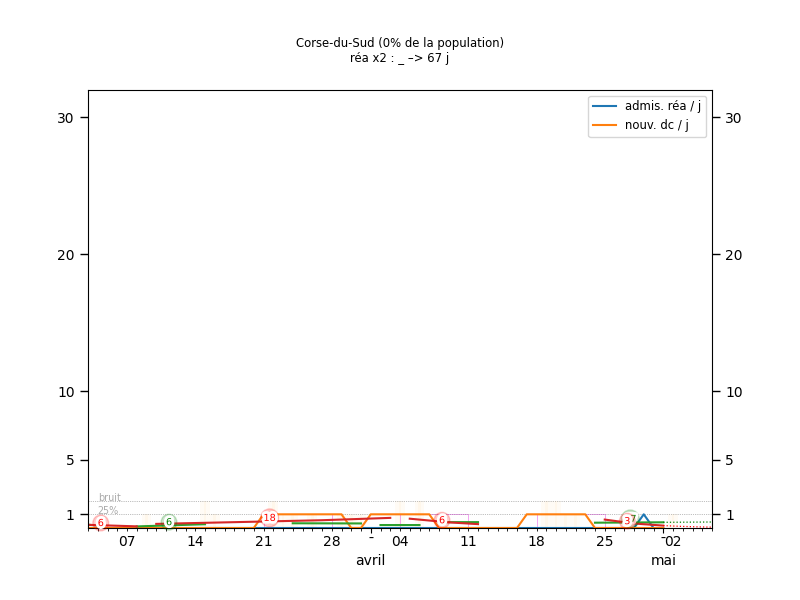 Corse-du-Sud (0% de la population)
réa x2 : _ –> 67 j
admis. réa / j
nouv. dc / j
30 30
20 20
10 10
5 5
bruit
25%
1 1
6 6 18 6
07 14 21 28 - 04 11 18 25 - 02
avril mai